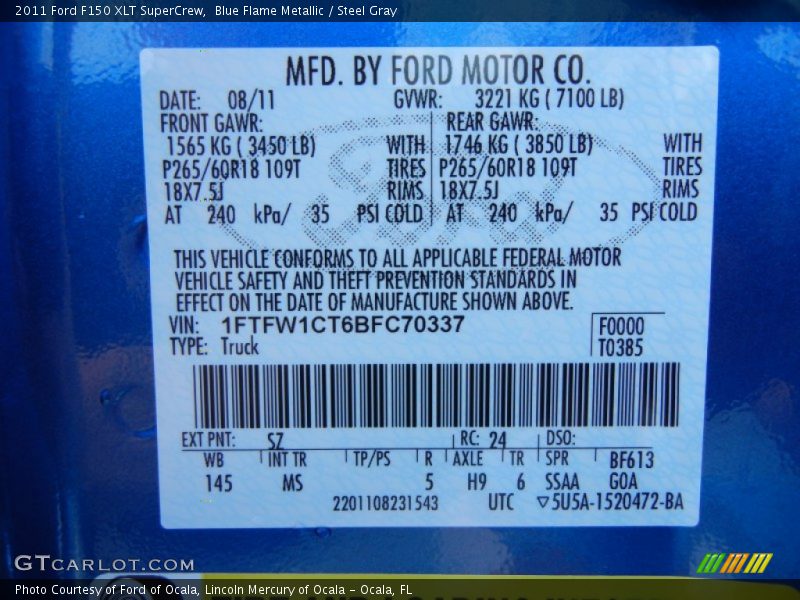 2011 Ford F150 XLT SuperCrew,  Blue Flame Metallic / Steel Gray
MFD. BY FORD MOTOR CO.
DATE: 08/11 GVWR: 3221 KG ( 7100 LB)
FRONT GAWR: REAR GAWR:
1565 KG ( 3450 LB) WITH 1746 KG ( 3850 LB) WITH
P265/60R18 109T TIRES P265/60R18 109T TIRES
18X7.5J RIMS 18X7.5J RIMS
AT 240 kPa/ 35 PSI COLD AT 240 kPa/ 35 PSI COLD
THIS VEHICLE CONFORMS TO ALL APPLICABLE FEDERAL MOTOR
VEHICLE SAFETY AND THEFT PREVENTION STANDARDS IN
EFFECT ON THE DATE OF MANUFACTURE SHOWN ABOVE.
VIN: 1FTFW1CT6BFC70337 F0000
TYPE: Truck T0385
EXT PNT: SZ RC: 24 DSO:
WB INT TR TP/PS R AXLE TR SPR BF613
145 MS 5 H9 6 SSAA GOA
2201108231543 UTC ▽5U5A-1520472-BA
GTCARLOT.COM
Photo Courtesy of Ford of Ocala, Lincoln Mercury of Ocala - Ocala, FL